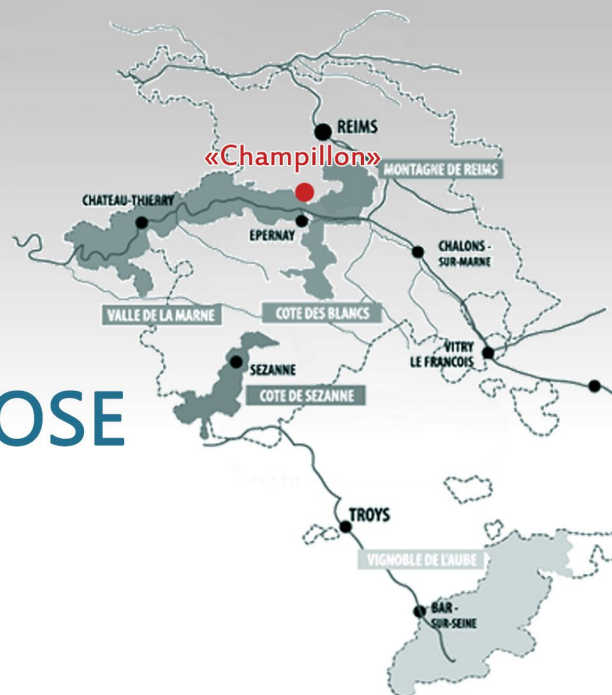 REIMS
«Champillon»
MONTAGNE DE REIMS
CHATEAU-THIERRY
EPERNAY
CHALONS -
SUR-MARNE
VALLE DE LA MARNE
COTE DES BLANCS
VITRY
LE FRANCOIS
SEZANNE
COTE DE SEZANNE
OSE
TROYS
VIGNOBLE DE L'AUBE
BAR -
SUR-SEINE